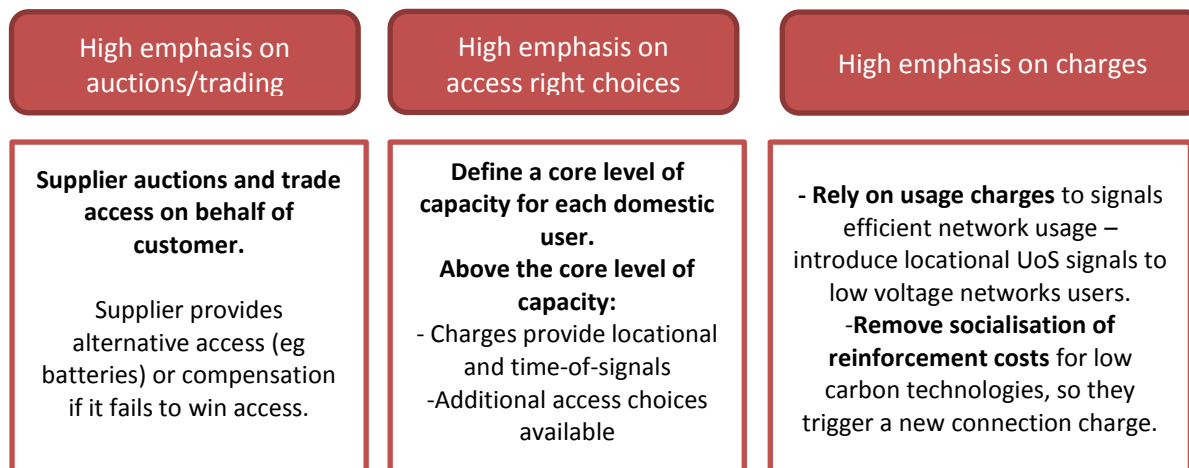 High emphasis on
auctions/trading
High emphasis on
access right choices
High emphasis on charges
Supplier auctions and trade
access on behalf of
customer.
Supplier provides
alternative access (eg
batteries) or compensation
if it fails to win access.
Define a core level of
capacity for each domestic
user.
Above the core level of
capacity:
- Charges provide locational
and time-of-signals
-Additional access choices
available
- Rely on usage charges to signals
efficient network usage –
introduce locational UoS signals to
low voltage networks users.
-Remove socialisation of
reinforcement costs for low
carbon technologies, so they
trigger a new connection charge.